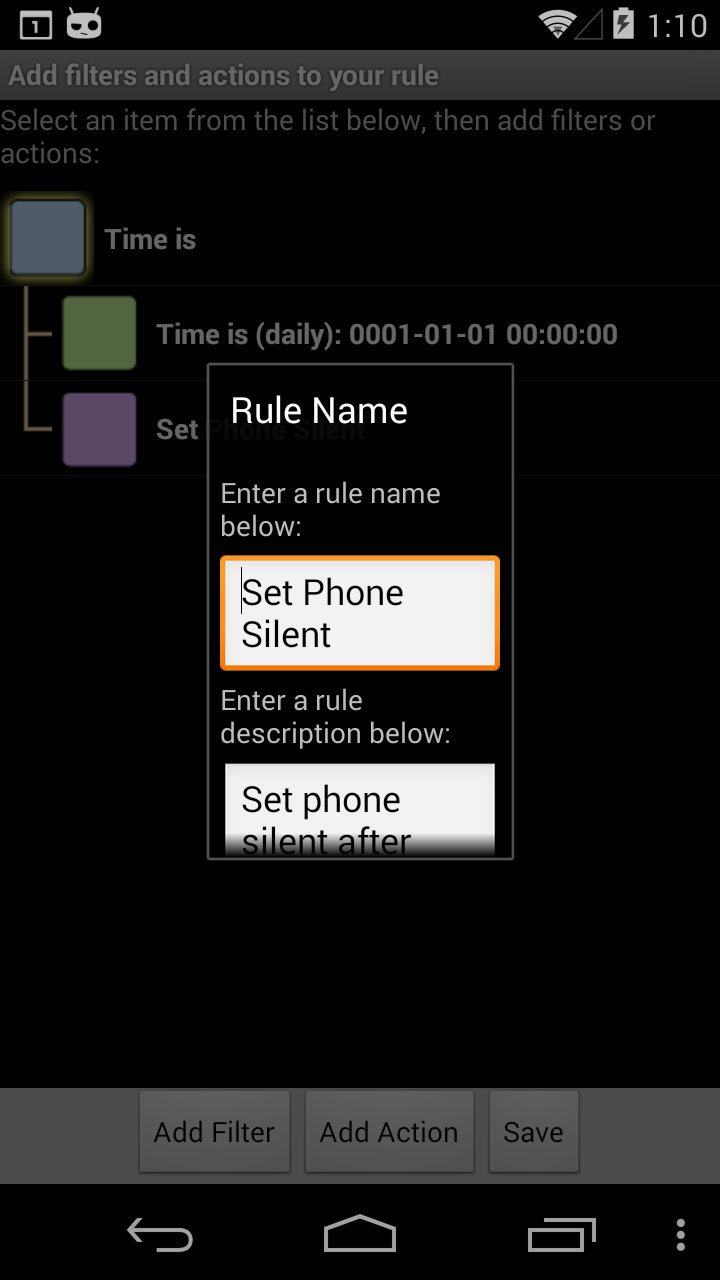 1
1:10
Add filters and actions to your rule
Select an item from the list below, then add filters or
actions:
Time is
Time is (daily): 0001-01-01 00:00:00
Set Phone Silent
Rule Name
Enter a rule name
below:
Set Phone
Silent
Enter a rule
description below:
Set phone
silent after
Add Filter
Add Action
Save